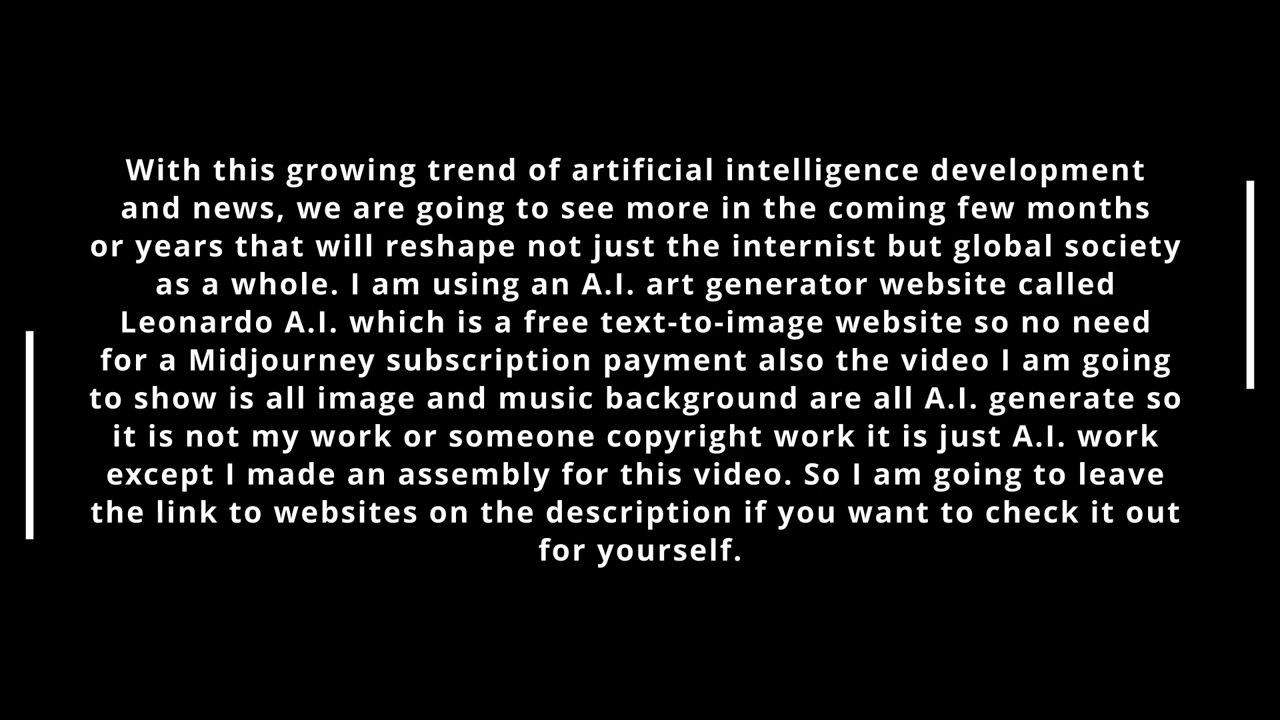 With this growing trend of artificial intelligence development
and news, we are going to see more in the coming few months
or years that will reshape not just the internist but global society
as a whole. I am using an A.I. art generator website called
Leonardo A.I. which is a free text-to-image website so no need
for a Midjourney subscription payment also the video I am going
to show is all image and music background are all A.I. generate so
it is not my work or someone copyright work it is just A.I. work
except I made an assembly for this video. So I am going to leave
the link to websites on the description if you want to check it out
for yourself.